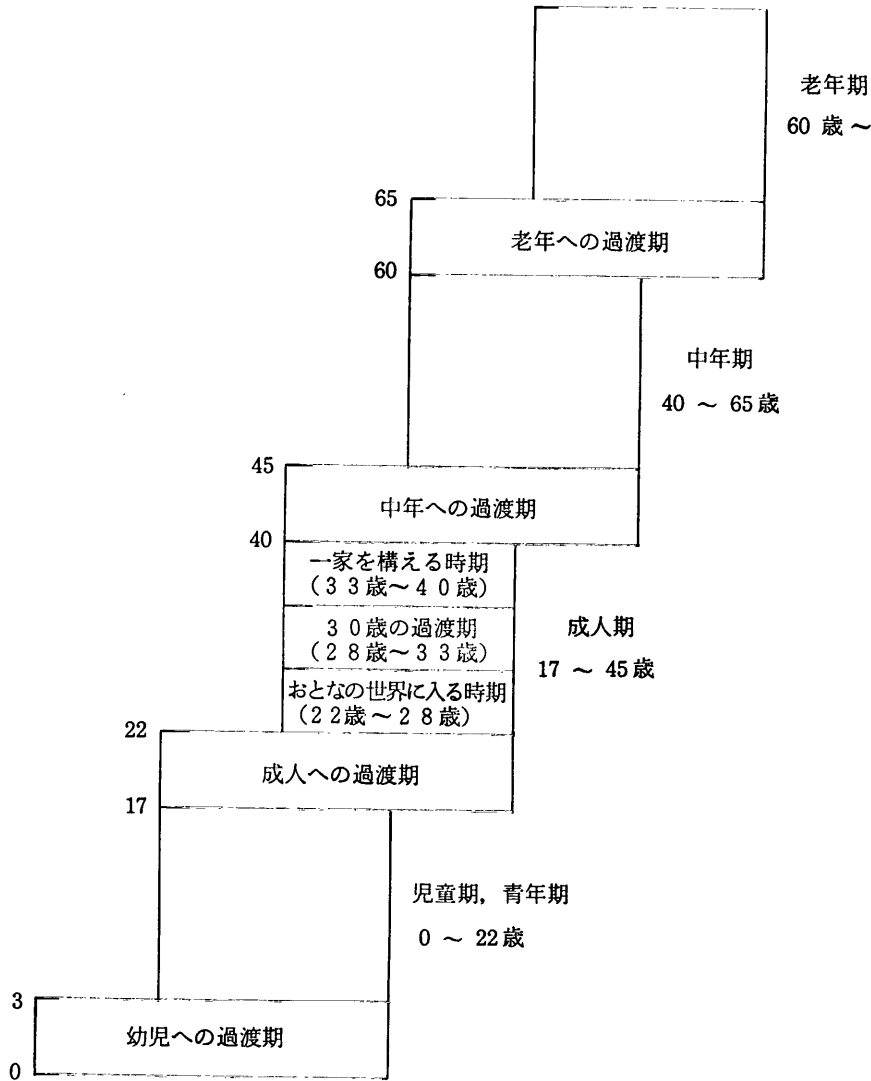 老年期
60 歳 ～
65
老年への過渡期
60
中年期
40 ～ 65歳
45
中年への過渡期
40
一家を構える時期
(33歳～40歳)
30歳の過渡期
(28歳～33歳)
成人期
17 ～ 45歳
おとなの世界に入る時期
(22歳～28歳)
22
成人への過渡期
17
児童期，青年期
0 ～ 22歳
3
幼児への過渡期
0